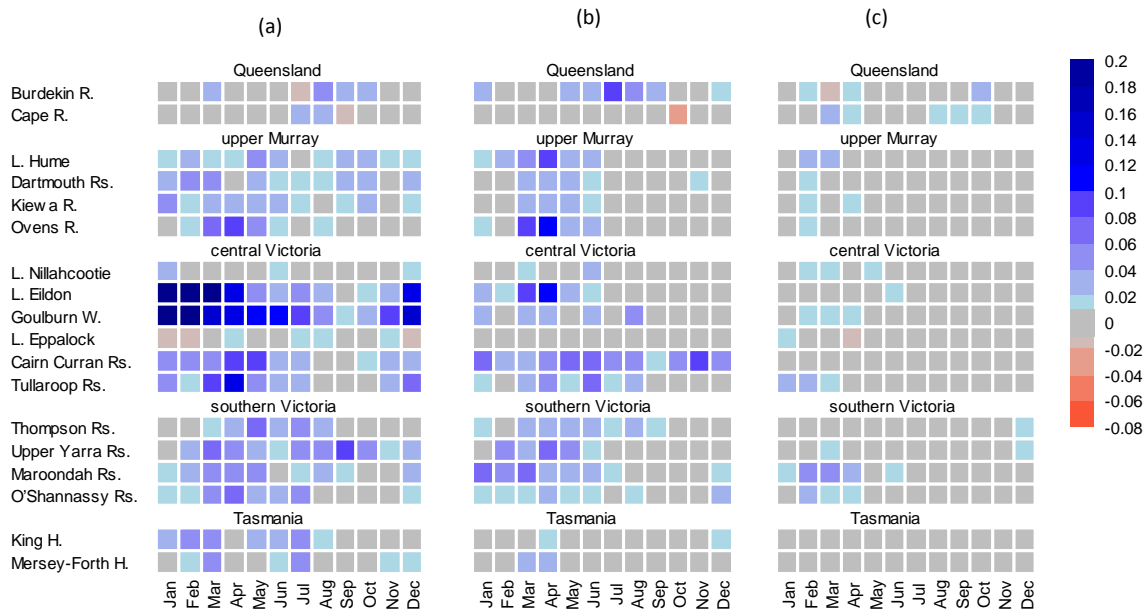 (a) (b) (c)
Queensland Queensland Queensland
Burdekin R.
Cape R.
upper Murray upper Murray upper Murray
L. Hume
Dartmouth Rs.
Kiewa R.
Ovens R.
central Victoria central Victoria central Victoria
L. Nillahcootie
L. Eildon
Goulburn W.
L. Eppalock
Cairn Curran Rs.
Tullaroop Rs.
southern Victoria southern Victoria southern Victoria
Thompson Rs.
Upper Yarra Rs.
Maroondah Rs.
O'Shannassy Rs.
Tasmania Tasmania Tasmania
King H.
Mersey-Forth H.
Jan Feb Mar Apr May Jun Jul Aug Sep Oct Nov Dec
Jan Feb Mar Apr May Jun Jul Aug Sep Oct Nov Dec
Jan Feb Mar Apr May Jun Jul Aug Sep Oct Nov Dec
0.2
0.18
0.16
0.14
0.12
0.1
0.08
0.06
0.04
0.02
0
-0.02
-0.04
-0.06
-0.08